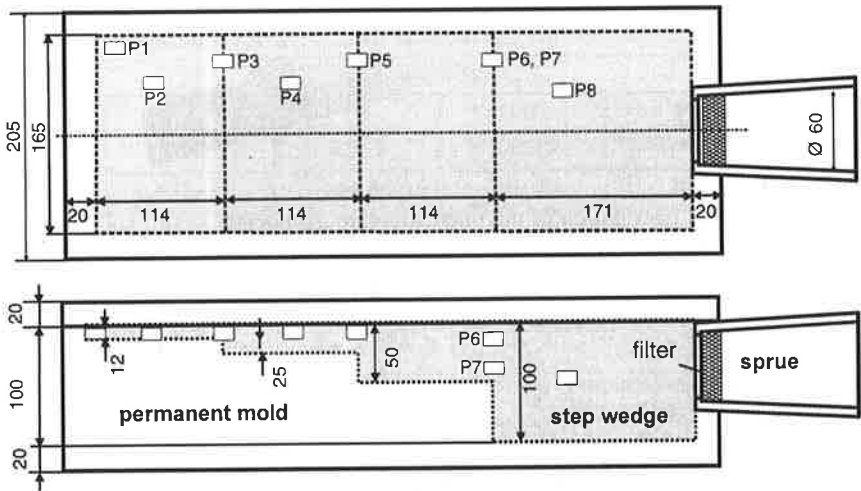 P1
P3
P5
P6, P7
P2
P4
P8
205
165
Ø 60
20
114
114
114
171
20
20
12
25
50
100
P6
P7
filter
sprue
100
permanent mold
step wedge
20